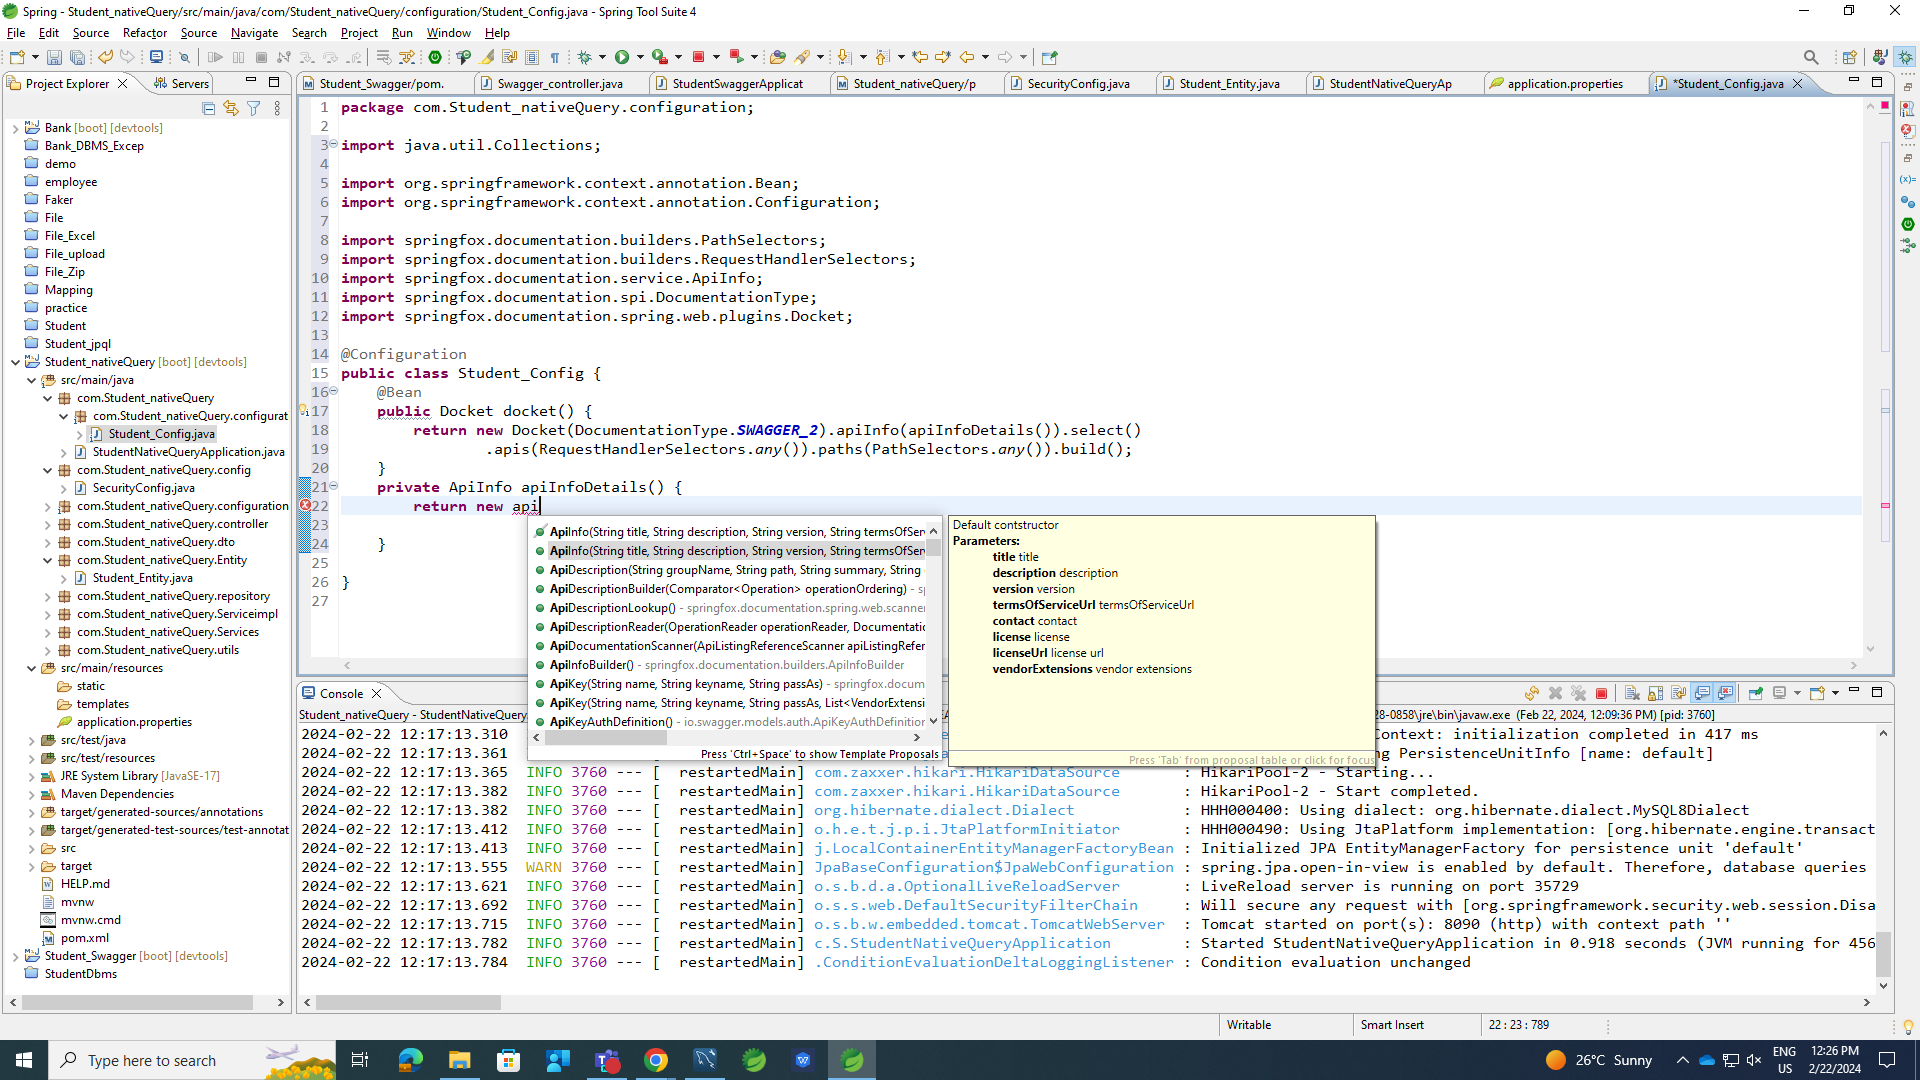 Spring - Student_nativeQuery/src/main/java/com/Student_nativeQuery/configuration/Student_Config.java - Spring Tool Suite 4
File Edit Source Refactor Source Navigate Search Project Run Window Help
Project Explorer Servers
Student_Swagger/pom. Swagger_controller.java StudentSwaggerApplicat Student_nativeQuery/p SecurityConfig.java Student_Entity.java StudentNativeQueryAp application.properties *Student_Config.java
Bank [boot] [devtools]
Bank_DBMS_Excep
demo
employee
Faker
File
File_Excel
File_upload
File_Zip
Mapping
practice
Student
Student_jpql
Student_nativeQuery [boot] [devtools]
src/main/java
com.Student_nativeQuery
com.Student_nativeQuery.configurat
Student_Config.java
StudentNativeQueryApplication.java
com.Student_nativeQuery.config
SecurityConfig.java
com.Student_nativeQuery.configuration
com.Student_nativeQuery.controller
com.Student_nativeQuery.dto
com.Student_nativeQuery.Entity
Student_Entity.java
com.Student_nativeQuery.repository
com.Student_nativeQuery.Serviceimpl
com.Student_nativeQuery.Services
com.Student_nativeQuery.utils
src/main/resources
static
templates
application.properties
src/test/java
src/test/resources
JRE System Library [JavaSE-17]
Maven Dependencies
target/generated-sources/annotations
target/generated-test-sources/test-annotat
src
target
HELP.md
mvnw
mvnw.cmd
pom.xml
Student_Swagger [boot] [devtools]
StudentDbms
1 package com.Student_nativeQuery.configuration;
2
3 import java.util.Collections;
4
5 import org.springframework.context.annotation.Bean;
6 import org.springframework.context.annotation.Configuration;
7
8 import springfox.documentation.builders.PathSelectors;
9 import springfox.documentation.builders.RequestHandlerSelectors;
10 import springfox.documentation.service.ApiInfo;
11 import springfox.documentation.spi.DocumentationType;
12 import springfox.documentation.spring.web.plugins.Docket;
13
14 @Configuration
15 public class Student_Config {
16 @Bean
17 public Docket docket() {
18 return new Docket(DocumentationType.SWAGGER_2).apiInfo(apiInfoDetails()).select()
19 .apis(RequestHandlerSelectors.any()).paths(PathSelectors.any()).build();
20 }
21 private ApiInfo apiInfoDetails() {
22 return new api
23
24 }
25
26 }
27
ApiInfo(String title, String description, String version, String termsOfSer
ApiInfo(String title, String description, String version, String termsOfSer
ApiDescription(String groupName, String path, String summary, String
ApiDescriptionBuilder(Comparator<Operation> operationOrdering) - sp
ApiDescriptionLookup() - springfox.documentation.spring.web.scanner
ApiDescriptionReader(OperationReader operationReader, Documentatio
ApiDocumentationScanner(ApiListingReferenceScanner apiListingRefer
ApiInfoBuilder() - springfox.documentation.builders.ApiInfoBuilder
ApiKey(String name, String keyname, String passAs) - springfox.docum
ApiKey(String name, String keyname, String passAs, List<VendorExtensi
ApiKeyAuthDefinition() - io.swagger.models.auth.ApiKeyAuthDefinition
Press 'Ctrl+Space' to show Template Proposals
Default contstructor
Parameters:
title title
description description
version version
termsOfServiceUrl termsOfServiceUrl
contact contact
license license
licenseUrl license url
vendorExtensions vendor extensions
Press 'Tab' from proposal table or click for focus
Console
Student_nativeQuery - StudentNativeQuery 28-0858\jre\bin\javaw.exe (Feb 22, 2024, 12:09:36 PM) [pid: 3760]
2024-02-22 12:17:13.310 Context: initialization completed in 417 ms
2024-02-22 12:17:13.361 PersistenceUnitInfo [name: default]
2024-02-22 12:17:13.365 INFO 3760 --- [ restartedMain] com.zaxxer.hikari.HikariDataSource : HikariPool-2 - Starting...
2024-02-22 12:17:13.382 INFO 3760 --- [ restartedMain] com.zaxxer.hikari.HikariDataSource : HikariPool-2 - Start completed.
2024-02-22 12:17:13.382 INFO 3760 --- [ restartedMain] org.hibernate.dialect.Dialect : HHH000400: Using dialect: org.hibernate.dialect.MySQL8Dialect
2024-02-22 12:17:13.412 INFO 3760 --- [ restartedMain] o.h.e.t.j.p.i.JtaPlatformInitiator : HHH000490: Using JtaPlatform implementation: [org.hibernate.engine.transact
2024-02-22 12:17:13.413 INFO 3760 --- [ restartedMain] j.LocalContainerEntityManagerFactoryBean : Initialized JPA EntityManagerFactory for persistence unit 'default'
2024-02-22 12:17:13.555 WARN 3760 --- [ restartedMain] JpaBaseConfiguration$JpaWebConfiguration : spring.jpa.open-in-view is enabled by default. Therefore, database queries
2024-02-22 12:17:13.621 INFO 3760 --- [ restartedMain] o.s.b.d.a.OptionalLiveReloadServer : LiveReload server is running on port 35729
2024-02-22 12:17:13.692 INFO 3760 --- [ restartedMain] o.s.s.web.DefaultSecurityFilterChain : Will secure any request with [org.springframework.security.web.session.Disa
2024-02-22 12:17:13.715 INFO 3760 --- [ restartedMain] o.s.b.w.embedded.tomcat.TomcatWebServer : Tomcat started on port(s): 8090 (http) with context path ''
2024-02-22 12:17:13.782 INFO 3760 --- [ restartedMain] c.S.StudentNativeQueryApplication : Started StudentNativeQueryApplication in 0.918 seconds (JVM running for 456
2024-02-22 12:17:13.784 INFO 3760 --- [ restartedMain] .ConditionEvaluationDeltaLoggingListener : Condition evaluation unchanged
Writable Smart Insert 22 : 23 : 789
Type here to search
26°C Sunny
ENG
US
12:26 PM
2/22/2024